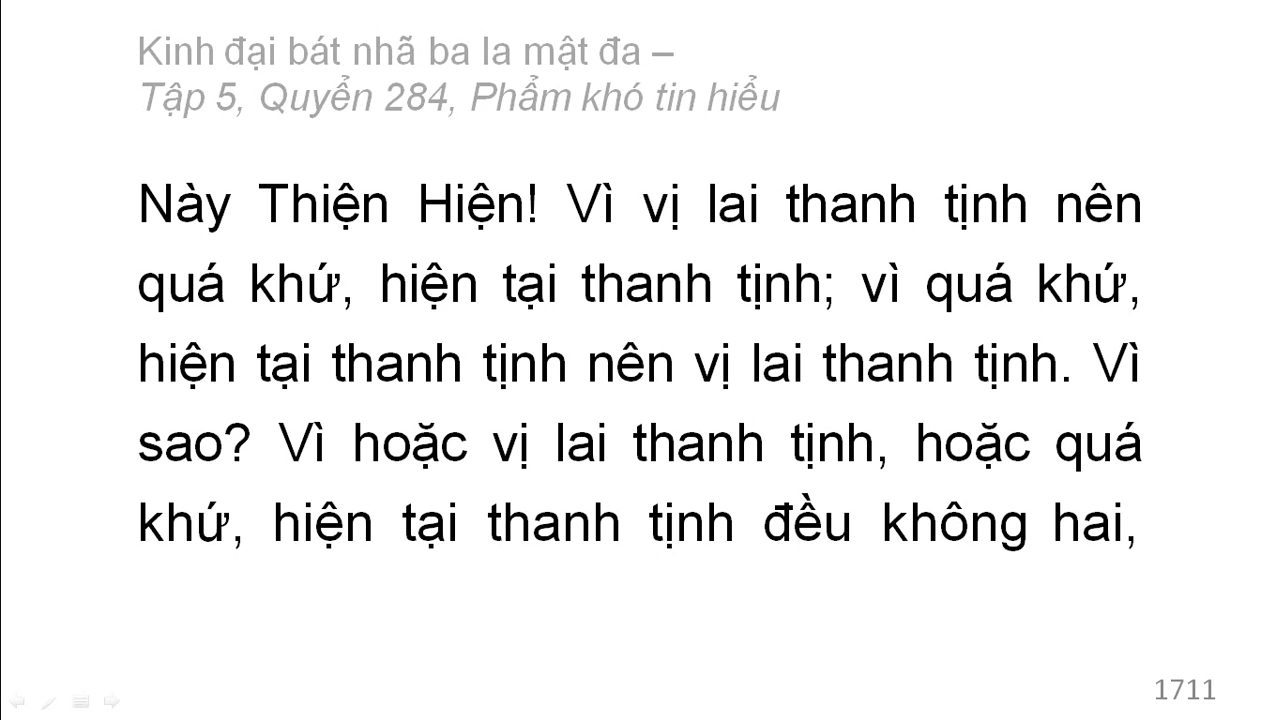 Kinh đại bát nhã ba la mật đa –
Tập 5, Quyển 284, Phẩm khó tin hiểu
Này Thiện Hiện! Vì vị lai thanh tịnh nên
quá khứ, hiện tại thanh tịnh; vì quá khứ,
hiện tại thanh tịnh nên vị lai thanh tịnh. Vì
sao? Vì hoặc vị lai thanh tịnh, hoặc quá
khứ, hiện tại thanh tịnh đều không hai,
1711